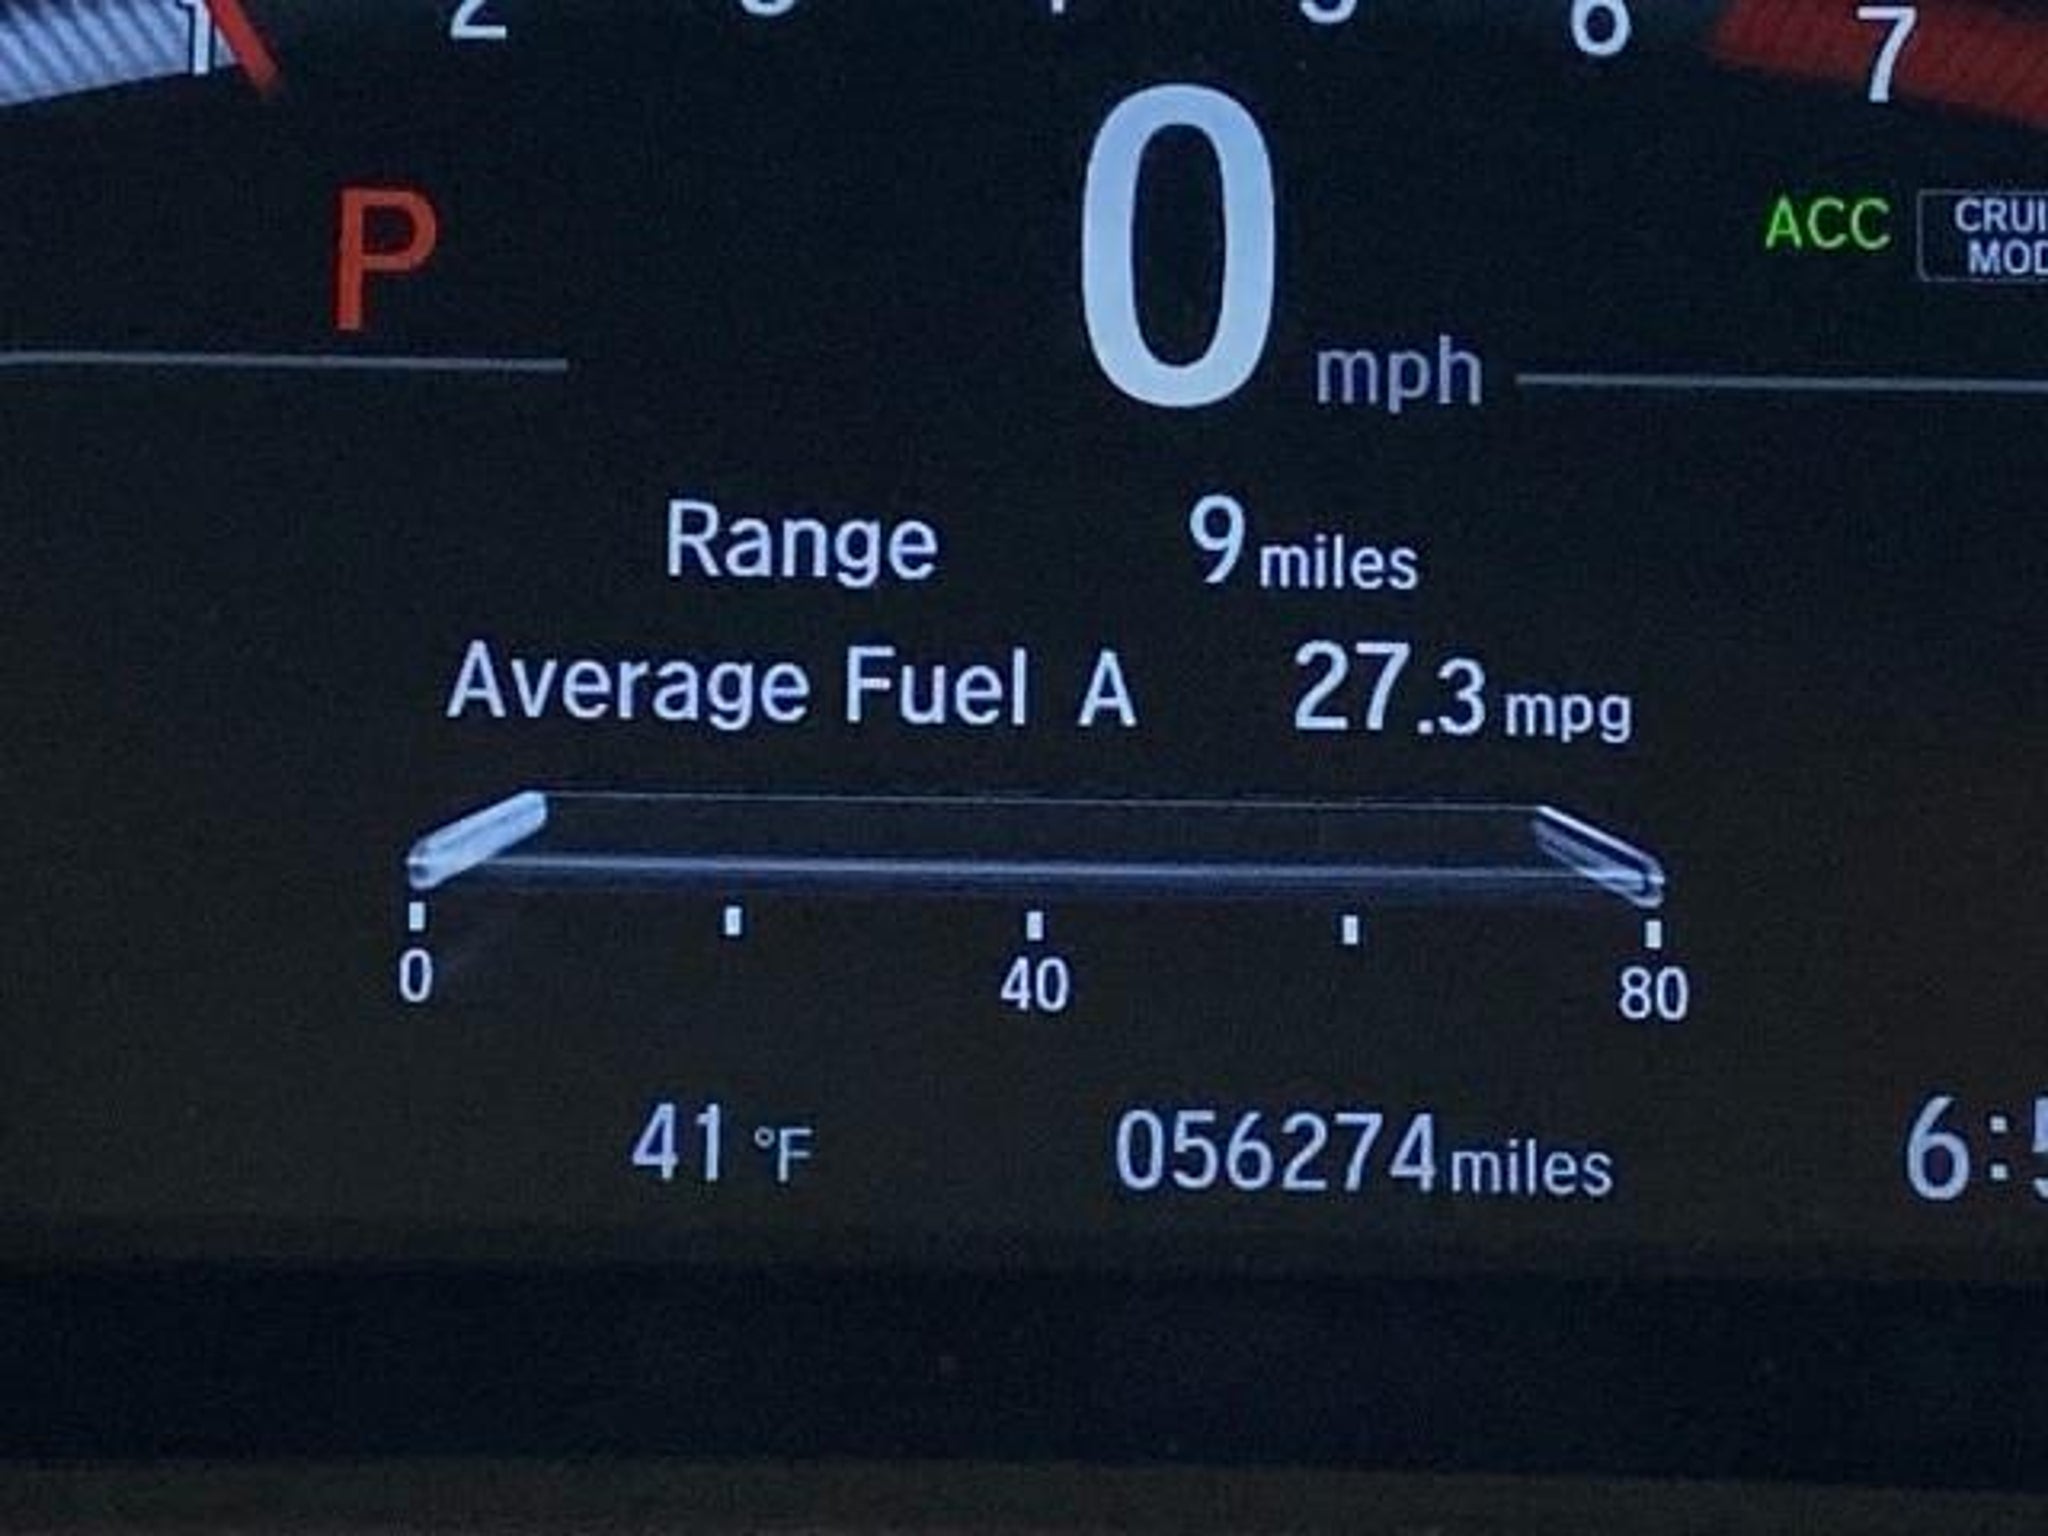 1 2 6 7
P 0 mph ACC
Range 9 miles
Average Fuel A 27.3 mpg
0 40 80
41 °F 056274 miles